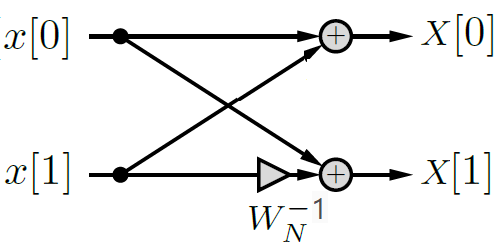 x[0] + X[0]
x[1] + X[1]
W_N^{-1}